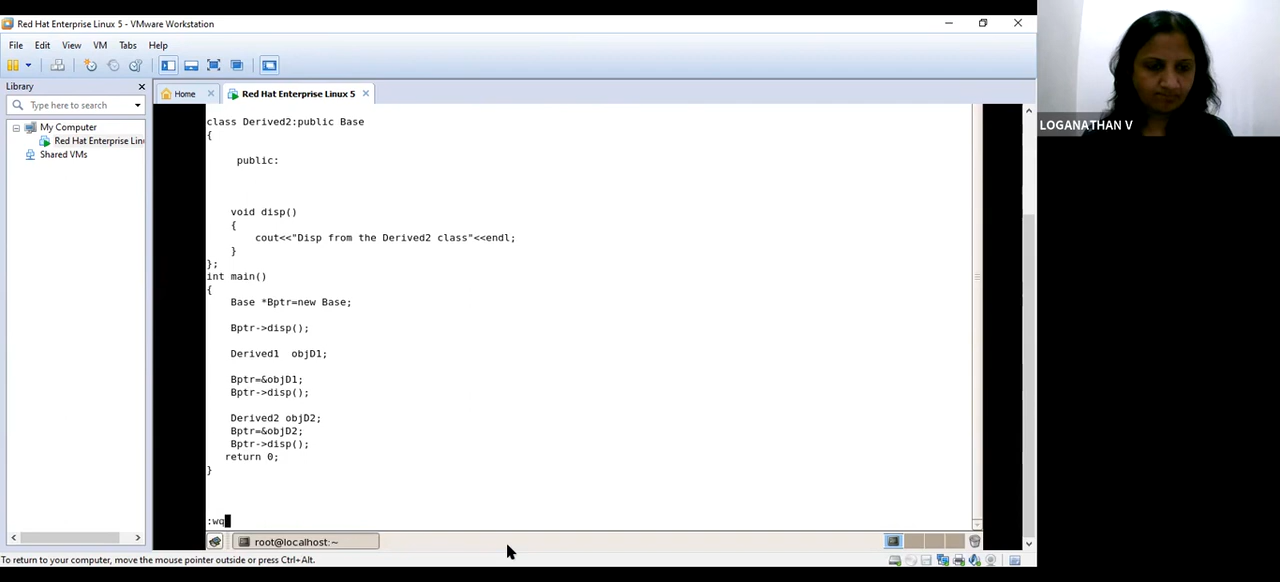 Red Hat Enterprise Linux 5 - VMware Workstation
File Edit View VM Tabs Help
Library
Home
Red Hat Enterprise Linux 5
Type here to search
My Computer
Red Hat Enterprise Lin
Shared VMs
class Derived2:public Base
{
public:
void disp()
{
cout<<"Disp from the Derived2 class"<<endl;
}
};
int main()
{
Base *Bptr=new Base;
Bptr->disp();
Derived1  objD1;
Bptr=&objD1;
Bptr->disp();
Derived2 objD2;
Bptr=&objD2;
Bptr->disp();
return 0;
}
:wq
root@localhost:~
To return to your computer, move the mouse pointer outside or press Ctrl+Alt.
LOGANATHAN V